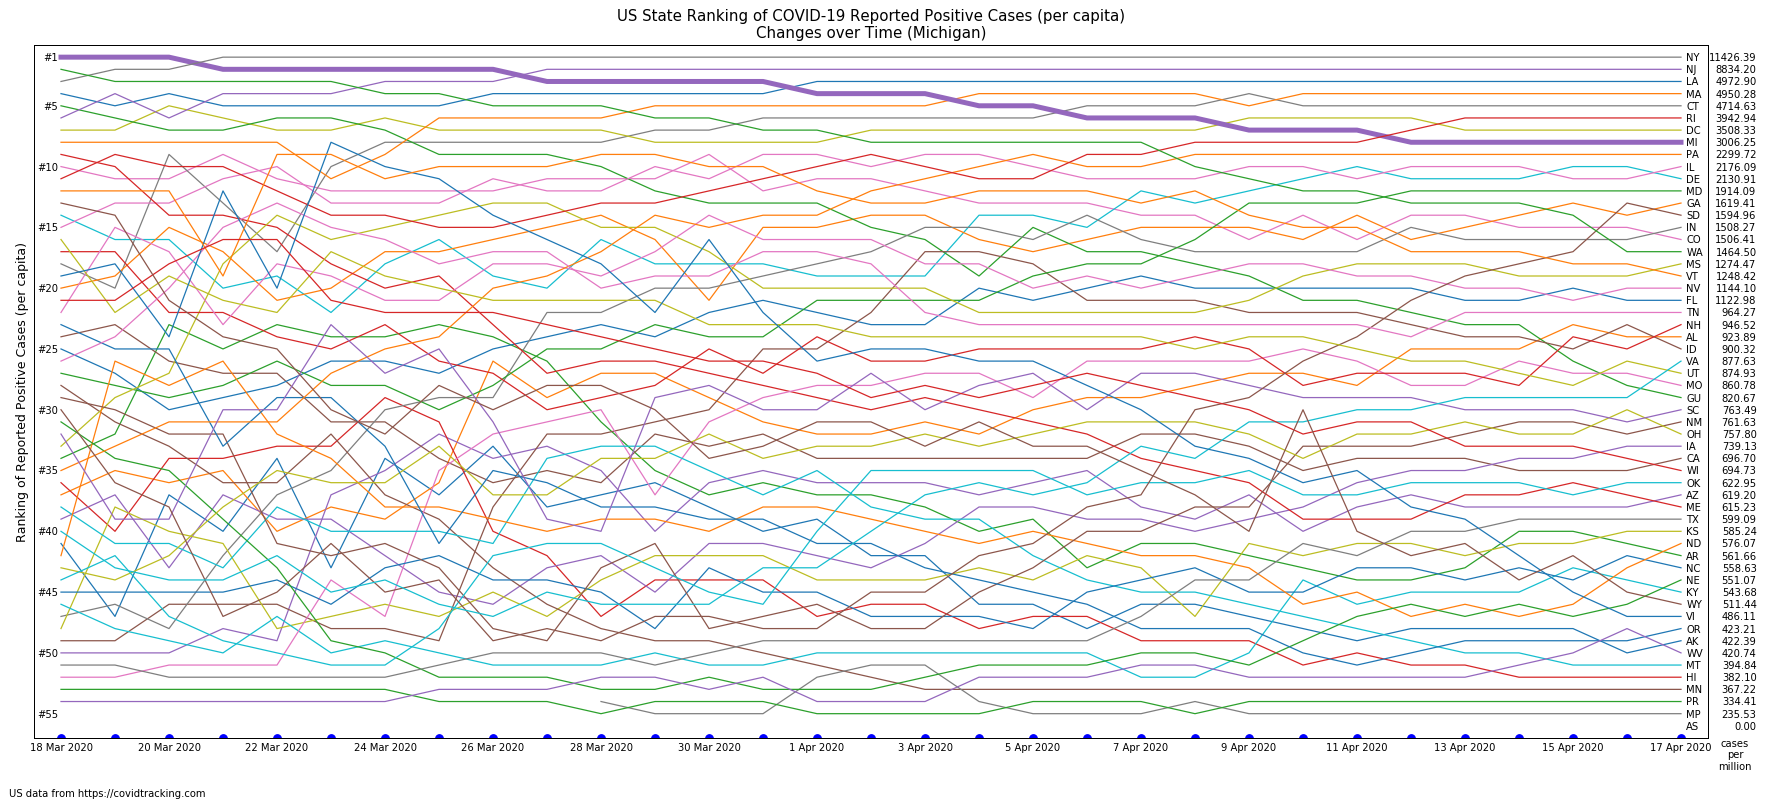 US State Ranking of COVID-19 Reported Positive Cases (per capita)
Changes over Time (Michigan)
Ranking of Reported Positive Cases (per capita)
#1
#5
#10
#15
#20
#25
#30
#35
#40
#45
#50
#55
NY 11426.39
NJ 8834.20
LA 4972.90
MA 4950.28
CT 4714.63
RI 3942.94
DC 3508.33
MI 3006.25
PA 2299.72
IL 2176.09
DE 2130.91
MD 1914.09
GA 1619.41
SD 1594.96
IN 1508.27
CO 1506.41
WA 1464.50
MS 1274.47
VT 1248.42
NV 1144.10
FL 1122.98
TN 964.27
NH 946.52
AL 923.89
ID 900.32
VA 877.63
UT 874.93
MO 860.78
GU 820.67
SC 763.49
NM 761.63
OH 757.80
IA 739.13
CA 696.70
WI 694.73
OK 622.95
AZ 619.20
ME 615.23
TX 599.09
KS 585.24
ND 576.07
AR 561.66
NC 558.63
NE 551.07
KY 543.68
WY 511.44
VI 486.11
OR 423.21
AK 422.39
WV 420.74
MT 394.84
HI 382.10
MN 367.22
PR 334.41
MP 235.53
AS 0.00
18 Mar 2020 20 Mar 2020 22 Mar 2020 24 Mar 2020 26 Mar 2020 28 Mar 2020 30 Mar 2020 1 Apr 2020 3 Apr 2020 5 Apr 2020 7 Apr 2020 9 Apr 2020 11 Apr 2020 13 Apr 2020 15 Apr 2020 17 Apr 2020
cases
per
million
US data from https://covidtracking.com